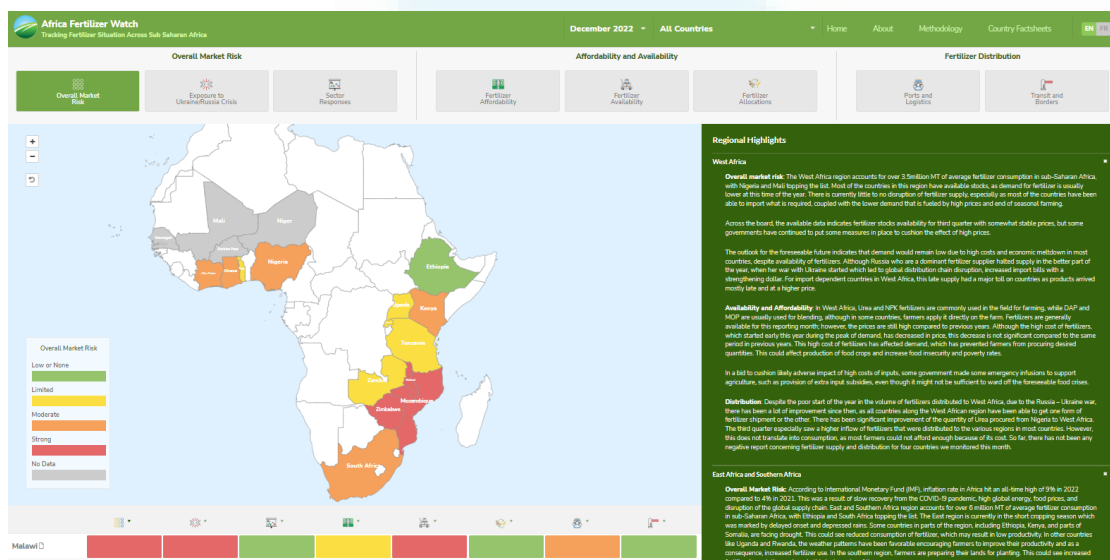 Africa Fertilizer Watch
Tracking Fertilizer Situation Across Sub Saharan Africa
December 2022
All Countries
Home
About
Methodology
Country Factsheets
EN
FR
Overall Market Risk
Affordability and Availability
Fertilizer Distribution
Overall Market
Risk
Exposure to
Ukraine/Russia Crisis
Sector
Responses
Fertilizer
Affordability
Fertilizer
Availability
Fertilizer
Allocations
Ports and
Logistics
Transit and
Borders
+
−
Mali
Niger
Burkina Faso
Ghana
Nigeria
Ethiopia
Uganda
Kenya
Tanzania
Zambia
Mozambique
Zimbabwe
South Africa
Overall Market Risk
Low or None
Limited
Moderate
Strong
No Data
Malawi
Regional Highlights
West Africa
Overall market risk: The West Africa region accounts for over 3.5million MT of average fertilizer consumption in sub-Saharan Africa,
with Nigeria and Mali topping the list. Most of the countries in this region have available stocks, as demand for fertilizer is usually
lower at this time of the year. There is currently little to no disruption of fertilizer supply, especially as most of the countries have been
able to import what is required, coupled with the lower demand that is fueled by high prices and end of seasonal farming.
Across the board, the available data indicates fertilizer stocks availability for third quarter with somewhat stable prices, but some
governments have continued to put some measures in place to cushion the effect of high prices.
The outlook for the foreseeable future indicates that demand would remain low due to high costs and economic meltdown in most
countries, despite availability of fertilizers. Although Russia who are a dominant fertilizer supplier halted supply in the better part of
the year, when her war with Ukraine started which led to global distribution chain disruption, increased import bills with a
strengthening dollar. For import dependent countries in West Africa, this late supply had a major toll on countries as products arrived
mostly late and at a higher price.
Availability and Affordability: In West Africa, Urea and NPK fertilizers are commonly used in the field for farming, while DAP and
MOP are usually used for blending, although in some countries, farmers apply it directly on the farm. Fertilizers are generally
available for this reporting month; however, the prices are still high compared to previous years. Although the high cost of fertilizers,
which started early this year during the peak of demand, has decreased in price, this decrease is not significant compared to the same
period in previous years. This high cost of fertilizers has affected demand, which has prevented farmers from procuring desired
quantities. This could affect production of food crops and increase food insecurity and poverty rates.
In a bid to cushion likely adverse impact of high costs of inputs, some government made some emergency infusions to support
agriculture, such as provision of extra input subsidies, even though it might not be sufficient to ward off the foreseeable food crises.
Distribution: Despite the poor start of the year in the volume of fertilizers distributed to West Africa, due to the Russia – Ukraine war,
there has been a lot of improvement since then, as all countries along the West African region have been able to get one form of
fertilizer shipment or the other. There has been significant improvement of the quantity of Urea procured from Nigeria to West Africa.
The third quarter especially saw a higher inflow of fertilizers that were distributed to the various regions in most countries. However,
this does not translate into consumption, as most farmers could not afford enough because of its cost. So far, there has not been any
negative report concerning fertilizer supply and distribution for four countries we monitored this month.
East Africa and Southern Africa
Overall Market Risk: According to International Monetary Fund (IMF), inflation rate in Africa hit an all-time high of 9% in 2022
compared to 4% in 2021. This was a result of slow recovery from the COVID-19 pandemic, high global energy, food prices, and
disruption of the global supply chain. East and Southern Africa region accounts for over 6 million MT of average fertilizer consumption
in sub-Saharan Africa, with Ethiopia and South Africa topping the list. The East region is currently in the short cropping season which
was marked by delayed onset and depressed rains. Some countries in parts of the region, including Ethiopia, Kenya, and parts of
Somalia, are facing drought. This could see reduced consumption of fertilizer, which may result in low productivity. In other countries
like Uganda and Rwanda, the weather patterns have been favorable encouraging farmers to improve their productivity and as a
consequence, increased fertilizer use. In the southern region, farmers are preparing their lands for planting. This could see increased